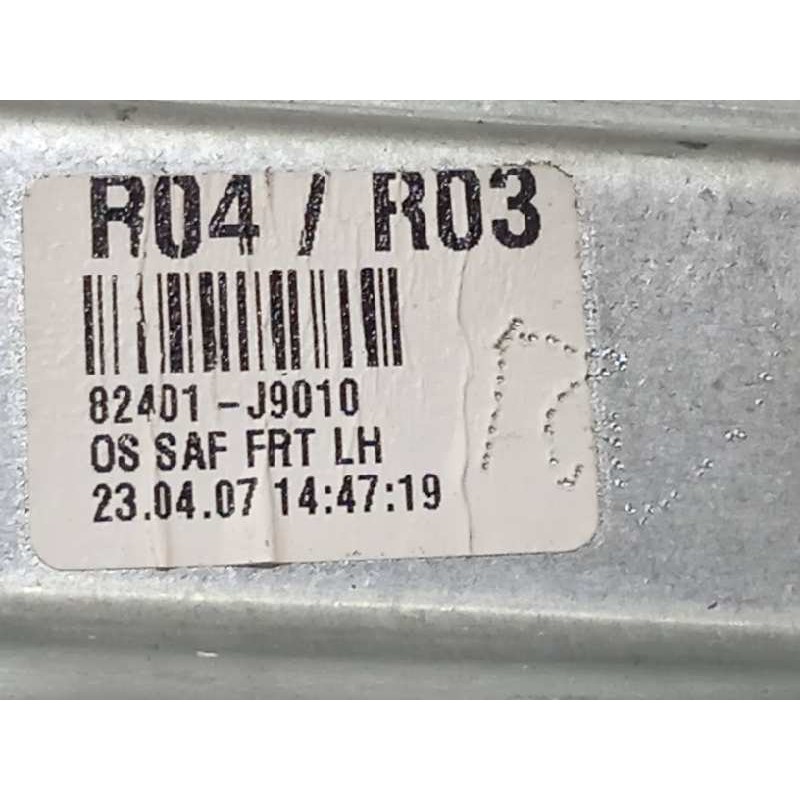 R04 / R03
82401-J9010
OS SAF FRT LH
23.04.07 14:47:19